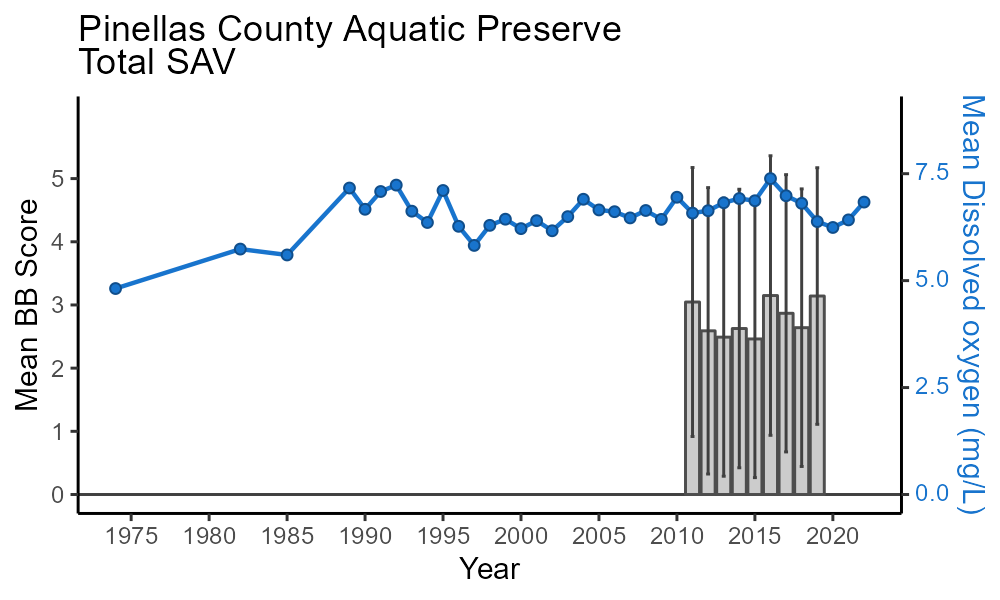 Pinellas County Aquatic Preserve
Total SAV
Mean BB Score
5
4
3
2
1
0
7.5
5.0
2.5
0.0
Mean Dissolved oxygen (mg/L)
1975 1980 1985 1990 1995 2000 2005 2010 2015 2020
Year